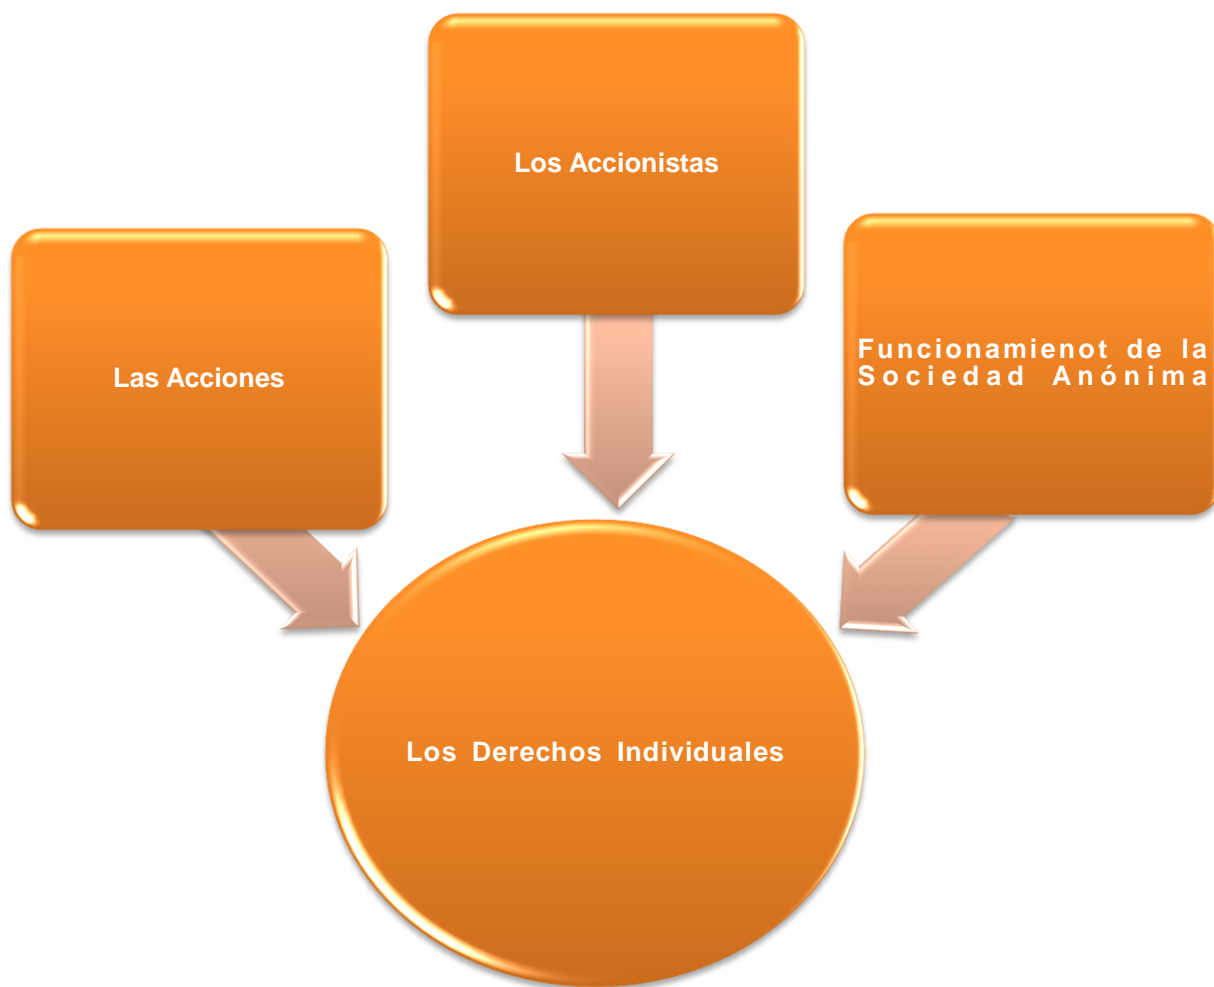 Los Accionistas
Las Acciones
Funcionamienot de la
Sociedad Anónima
Los Derechos Individuales